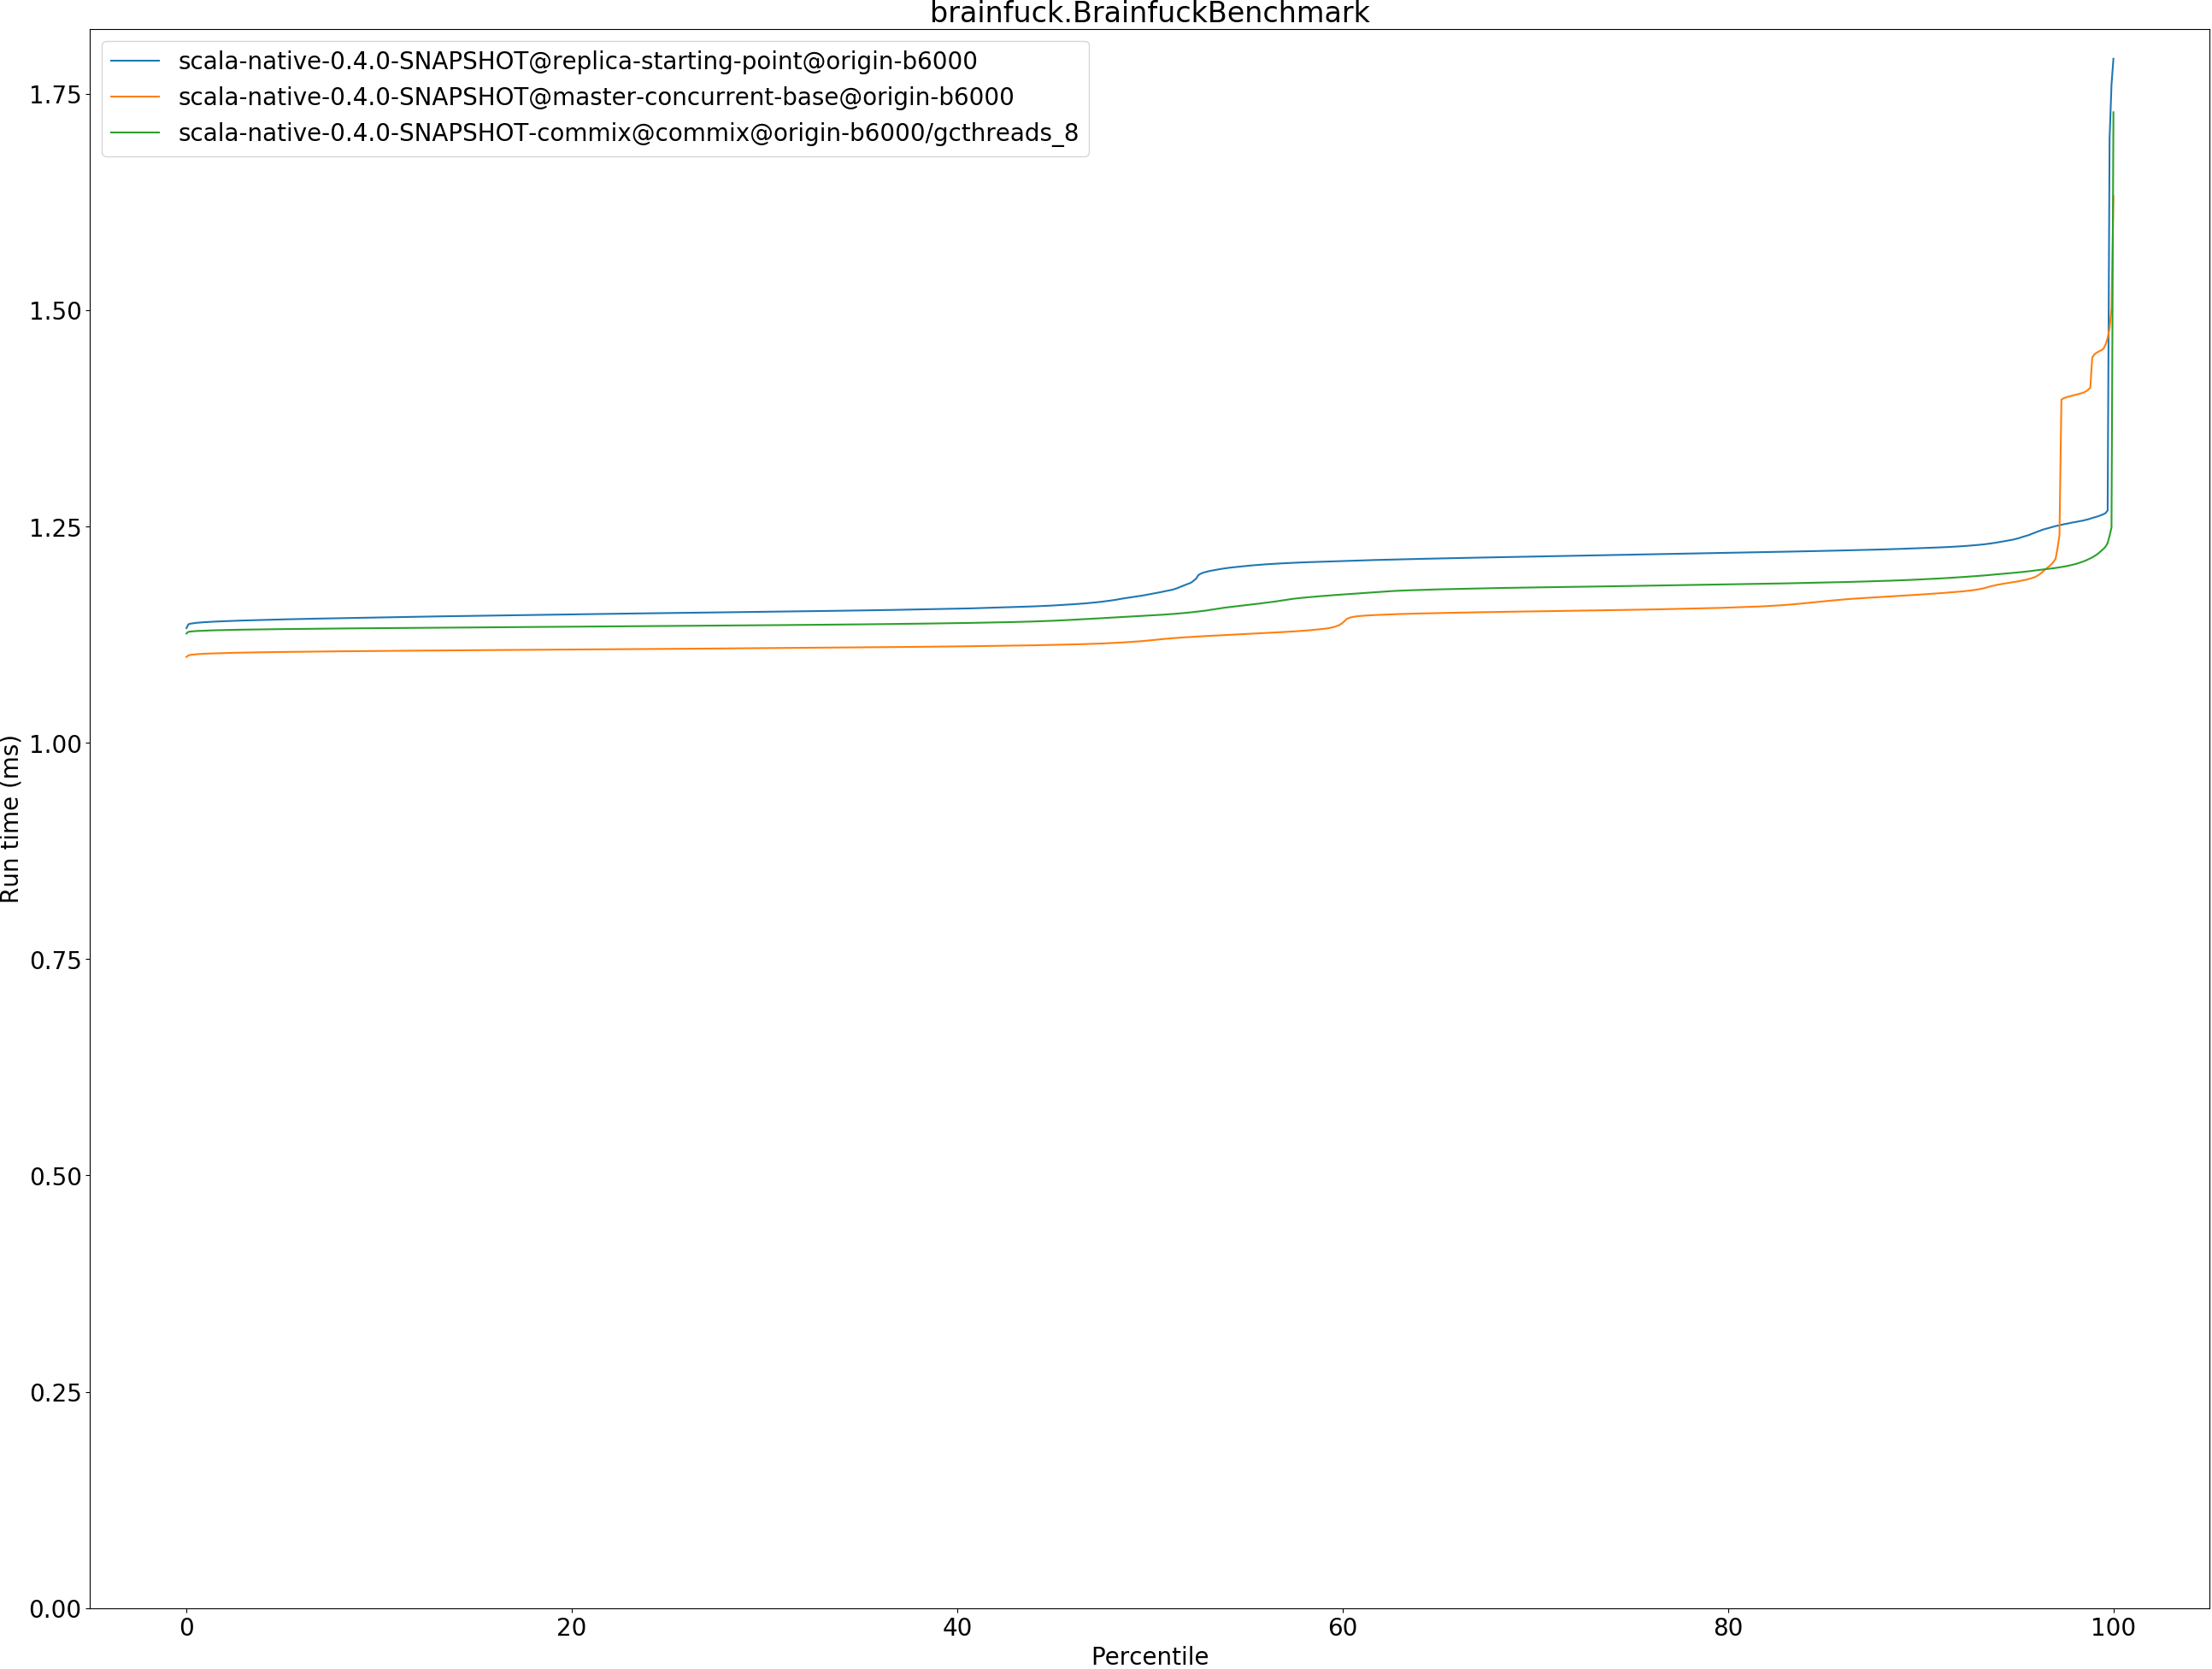 brainfuck.BrainfuckBenchmark
scala-native-0.4.0-SNAPSHOT@replica-starting-point@origin-b6000
scala-native-0.4.0-SNAPSHOT@master-concurrent-base@origin-b6000
scala-native-0.4.0-SNAPSHOT-commix@commix@origin-b6000/gcthreads_8
1.75
1.50
1.25
1.00
0.75
0.50
0.25
0.00
Run time (ms)
0 20 40 60 80 100
Percentile